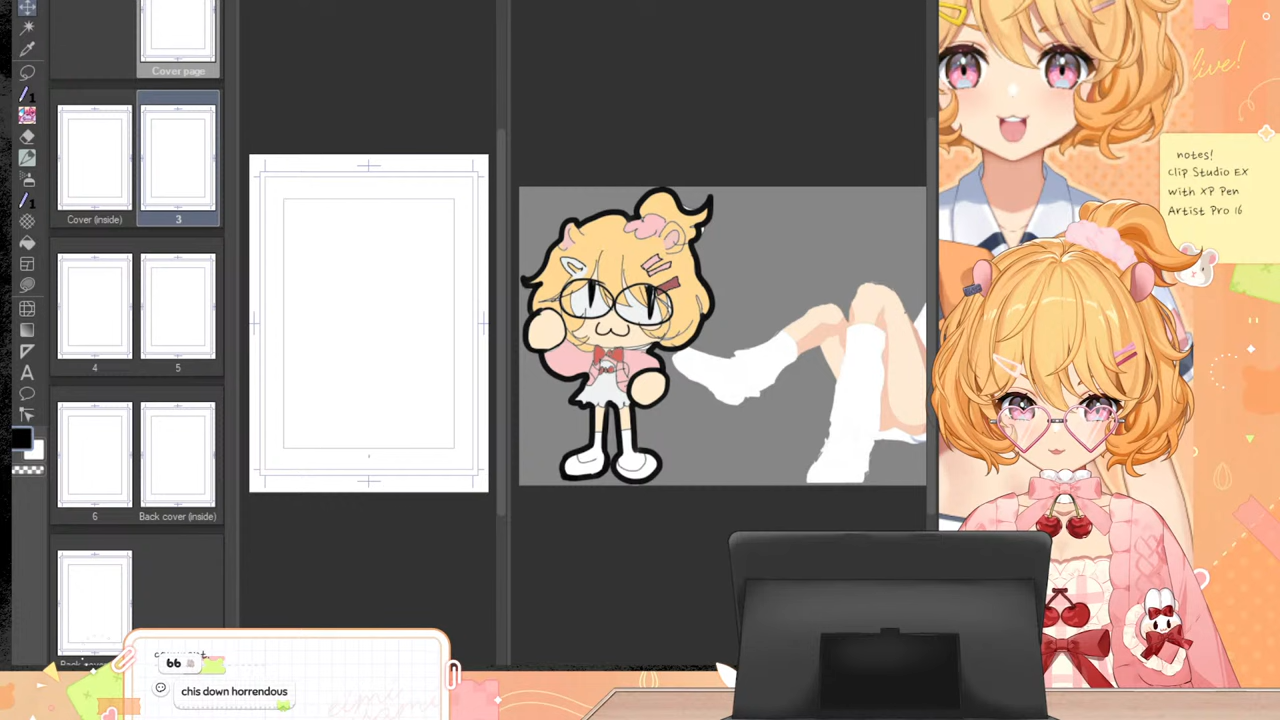 Cover page
Cover (inside)
3
4
5
6
Back cover (inside)
live!
notes!
Clip Studio EX
with XP Pen
Artist Pro 16
66
chis down horrendous